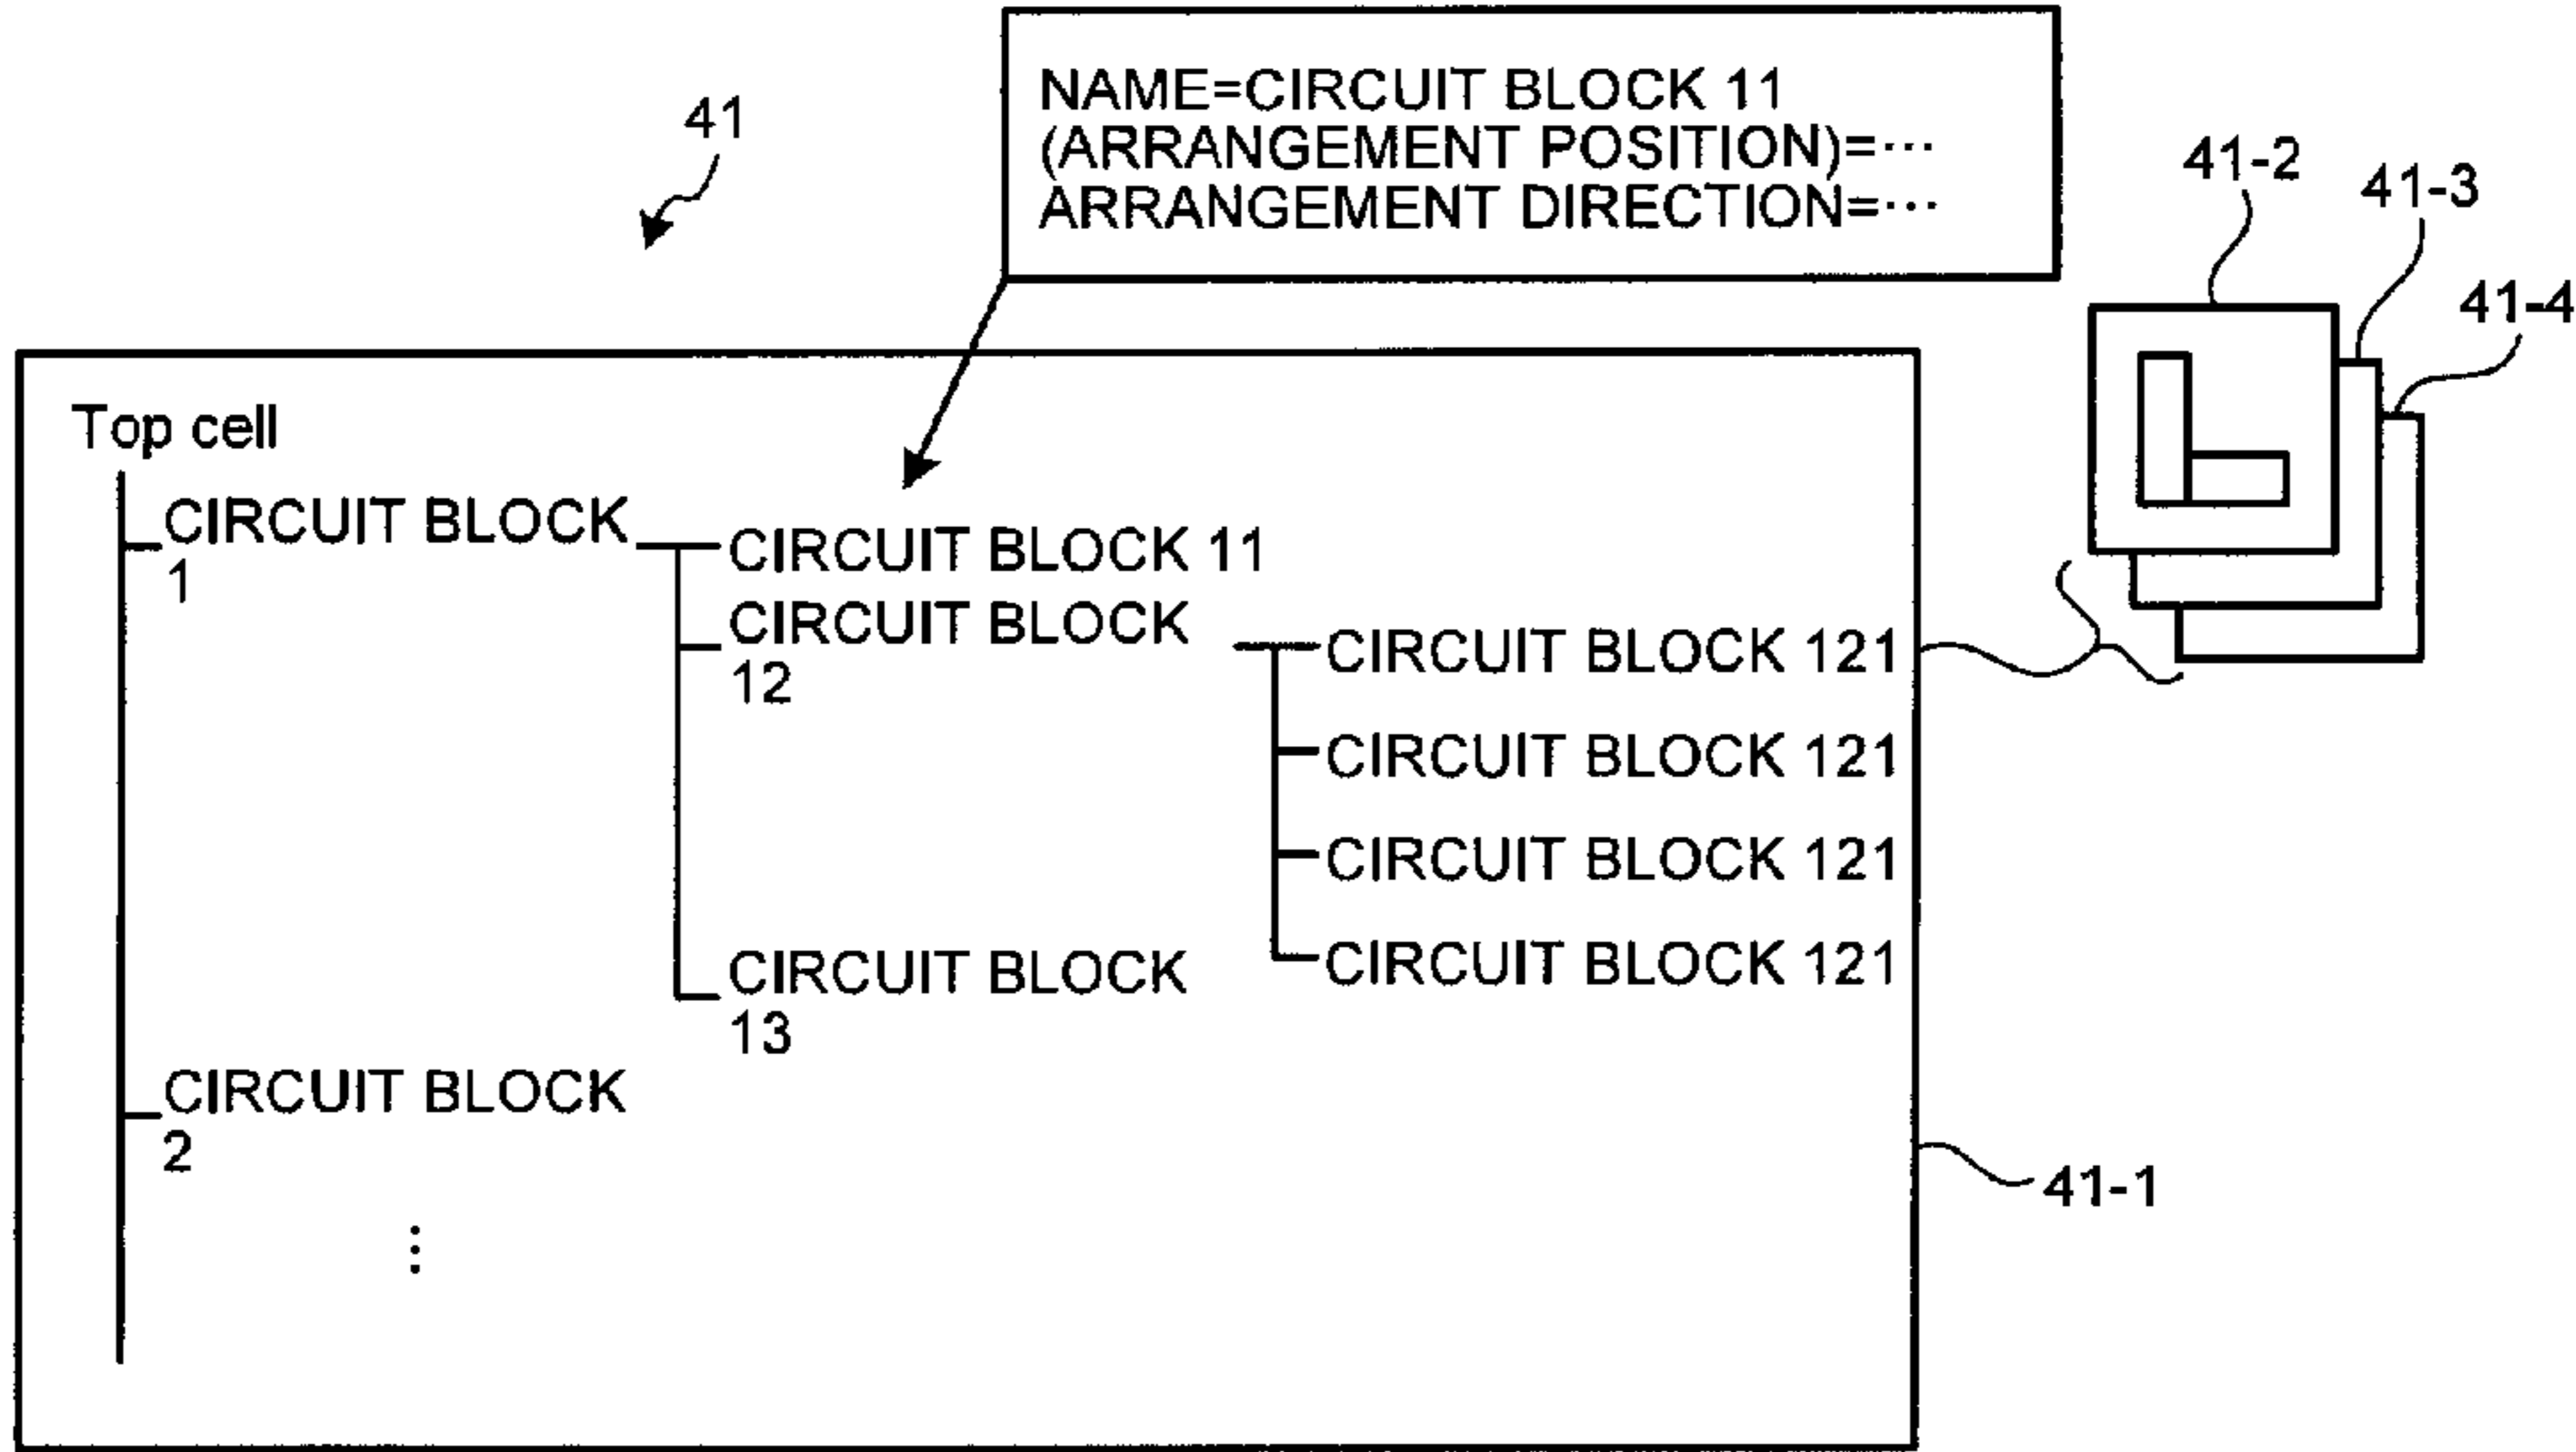 41
NAME=CIRCUIT BLOCK 11
(ARRANGEMENT POSITION)=···
ARRANGEMENT DIRECTION=···
41-2
41-3
41-4
Top cell
CIRCUIT BLOCK
1
CIRCUIT BLOCK 11
CIRCUIT BLOCK
12
CIRCUIT BLOCK 121
CIRCUIT BLOCK 121
CIRCUIT BLOCK 121
CIRCUIT BLOCK 121
CIRCUIT BLOCK
13
CIRCUIT BLOCK
2
⋮
41-1